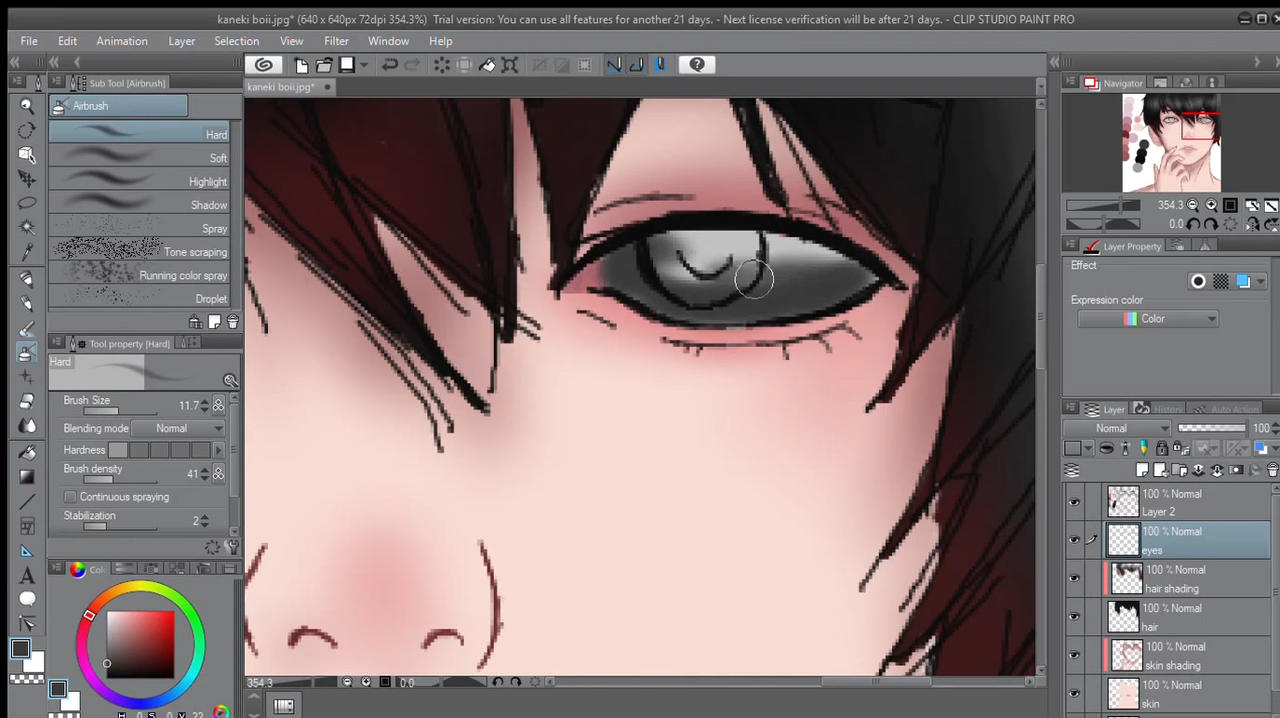 kaneki boii.jpg* (640 x 640px 72dpi 354.3%) Trial version: You can use all features for another 21 days. - Next license verification will be after 21 days. - CLIP STUDIO PAINT PRO
File Edit Animation Layer Selection View Filter Window Help
Sub Tool [Airbrush]
kaneki boii.jpg*
Navigator
Airbrush
Hard
Soft
Highlight
Shadow
Spray
Tone scraping
Running color spray
Droplet
Tool property [Hard]
Hard
Brush Size 11.7
Blending mode Normal
Hardness
Brush density 41
Continuous spraying
Stabilization 2
354.3
0.0
Layer Property
Effect
Expression color
Color
Layer History Auto Action
Normal 100
100 % Normal
Layer 2
100 % Normal
eyes
100 % Normal
hair shading
100 % Normal
hair
100 % Normal
skin shading
100 % Normal
skin
354.3 0.0